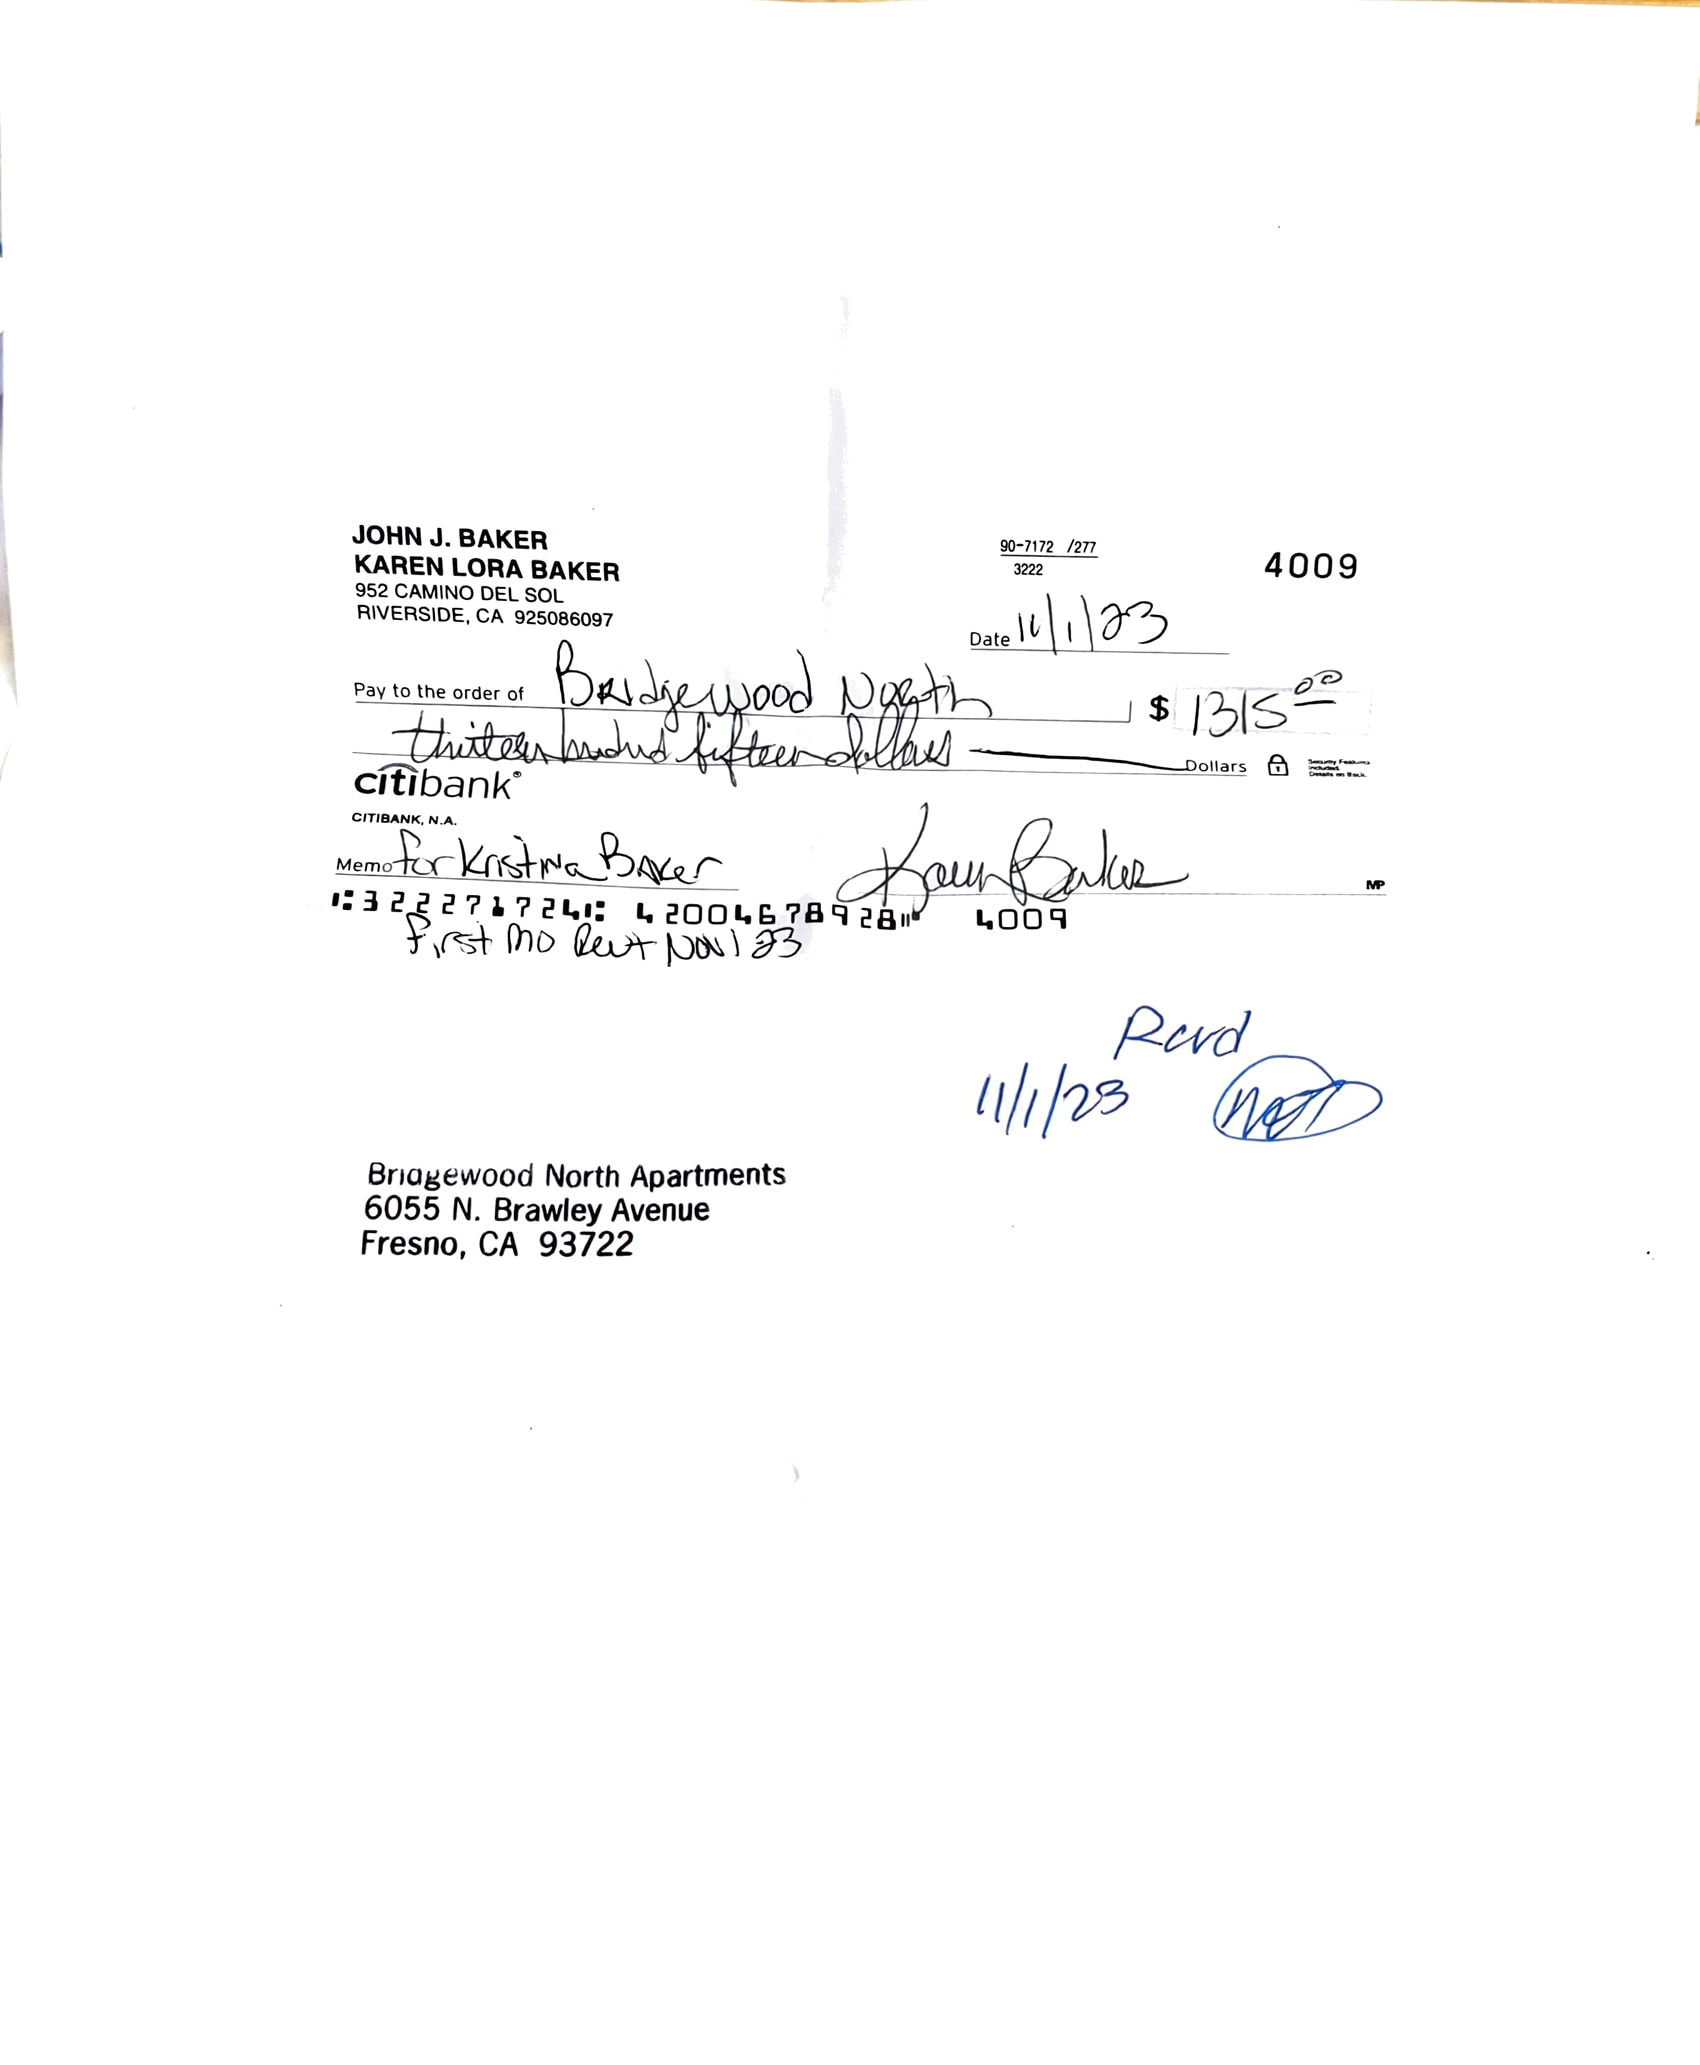 JOHN J. BAKER
KAREN LORA BAKER
952 CAMINO DEL SOL
RIVERSIDE, CA 925086097
90-7172 /277
3222
4009
Date 11/1/23
Pay to the order of Bridgewood North $ 1315 00
thirteen hundred fifteen dollars Dollars
Security Features
Included.
Details on Back.
citibank®
CITIBANK, N.A.
Memo for Kristina Baker Karen Baker MP
⑆322271724⑆ 42004678928⑈ 4009
first mo Rent Nov 1 23
Rcvd
11/1/23
Bridgewood North Apartments
6055 N. Brawley Avenue
Fresno, CA 93722